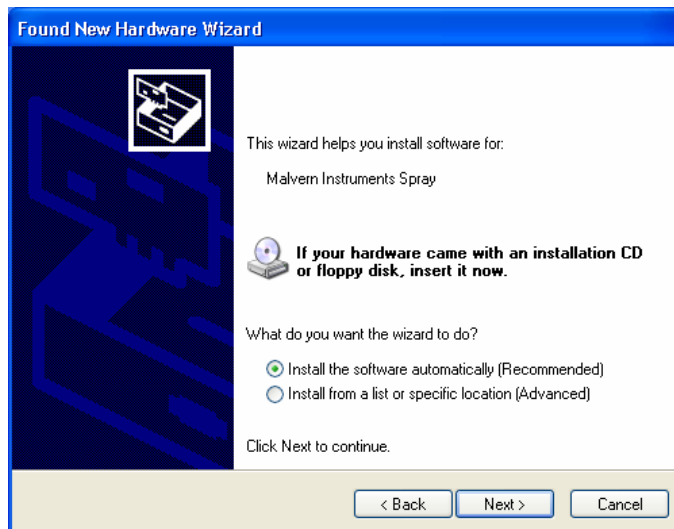 Found New Hardware Wizard
This wizard helps you install software for:
Malvern Instruments Spray
If your hardware came with an installation CD
or floppy disk, insert it now.
What do you want the wizard to do?
Install the software automatically (Recommended)
Install from a list or specific location (Advanced)
Click Next to continue.
< Back Next > Cancel